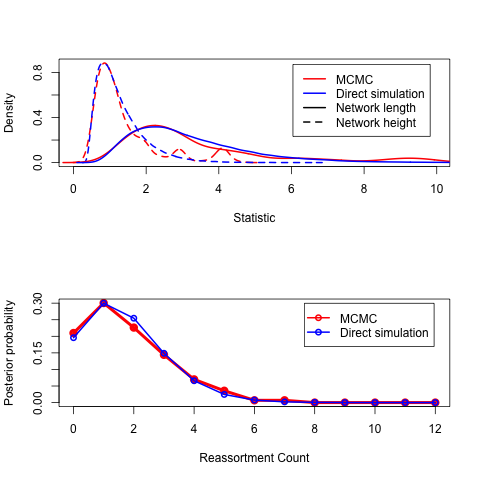 Density
0.0
0.4
0.8
MCMC
Direct simulation
Network length
Network height
0 2 4 6 8 10
Statistic
Posterior probability
0.00
0.15
0.30
MCMC
Direct simulation
0 2 4 6 8 10 12
Reassortment Count